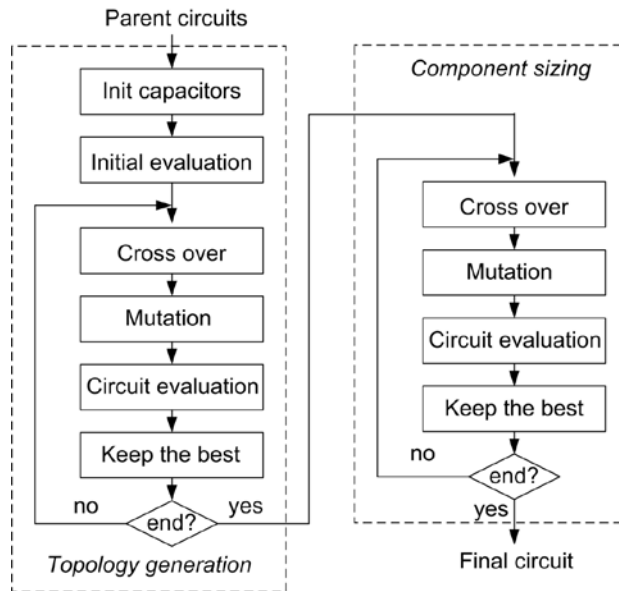 Parent circuits
Init capacitors
Initial evaluation
Cross over
Mutation
Circuit evaluation
Keep the best
no
end?
yes
Topology generation
Component sizing
Cross over
Mutation
Circuit evaluation
Keep the best
no
end?
yes
Final circuit